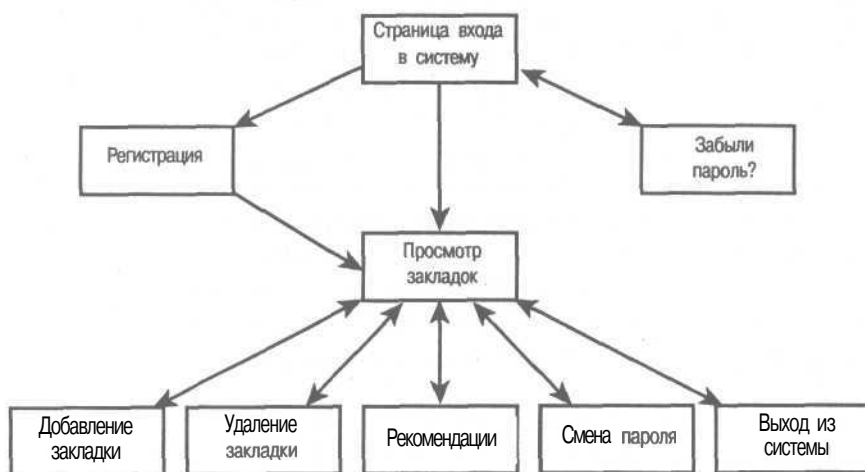 Страница входа
в систему
Регистрация
Забыли
пароль?
Просмотр
закладок
Добавление
закладки
Удаление
закладки
Рекомендации
Смена пароля
Выход из
системы